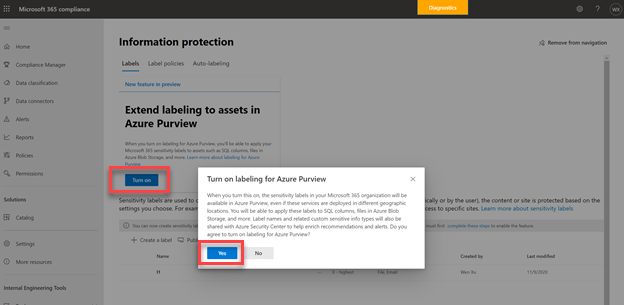 Microsoft 365 compliance
Diagnostics
?
WX
Home
Compliance Manager
Data classification
Data connectors
Alerts
Reports
Policies
Permissions
Solutions
Catalog
Settings
More resources
Internal Engineering Tools
Information protection
Remove from navigation
Labels
Label policies
Auto-labeling
New feature in preview
Extend labeling to assets in
Azure Purview
When you turn on labeling for Azure Purview, you'll be able to apply your
Microsoft 365 sensitivity labels to assets such as SQL columns, files in
Azure Blob Storage, and more. Learn more about labeling for Azure
Purview
Turn on
Turn on labeling for Azure Purview
When you turn this on, the sensitivity labels in your Microsoft 365 organization will be
available in Azure Purview, even if these services are deployed in different geographic
locations. You will be able to apply these labels to SQL columns, files in Azure Blob
Storage, and more. Label names and related custom sensitive info types will also be
shared with Azure Security Center to help enrich recommendations and alerts. Do you
agree to turn on labeling for Azure Purview?
Yes
No
Sensitivity labels are used to c
ically or by the user), the content or site is protected based on the
settings you choose. For exam
ccess to specific sites. Learn more about sensitivity labels
You can now create sensitivity
must first complete these steps to enable the feature.
+ Create a label
Publ
Name
Created by
Last modified
H
0 - highest
File, Email
Wen Xu
11/9/2020